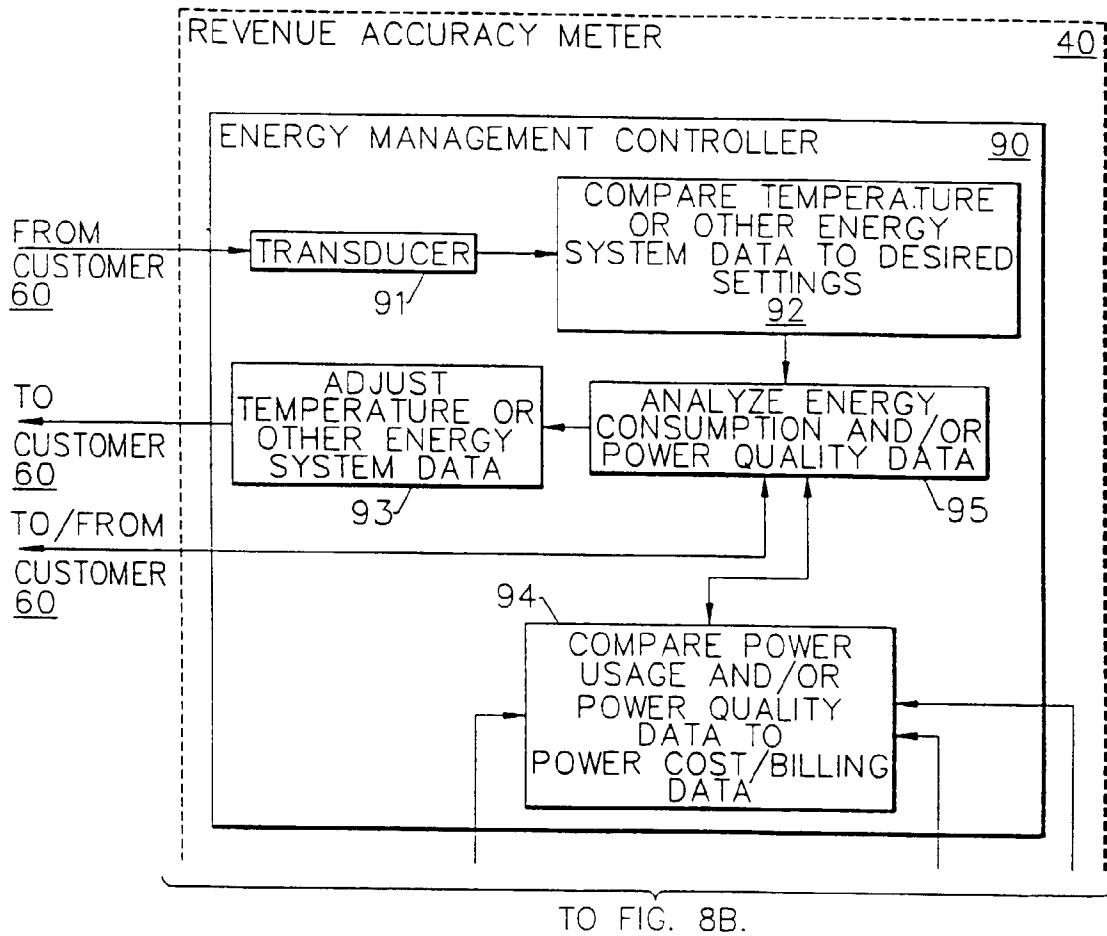 REVENUE ACCURACY METER
40
ENERGY MANAGEMENT CONTROLLER
90
FROM
CUSTOMER
60
TRANSDUCER
91
COMPARE TEMPERATURE
OR OTHER ENERGY
SYSTEM DATA TO DESIRED
SETTINGS
92
TO
CUSTOMER
60
ADJUST
TEMPERATURE OR
OTHER ENERGY
SYSTEM DATA
93
ANALYZE ENERGY
CONSUMPTION AND/OR
POWER QUALITY DATA
95
TO/FROM
CUSTOMER
60
94
COMPARE POWER
USAGE AND/OR
POWER QUALITY
DATA TO
POWER COST/BILLING
DATA
TO FIG. 8B.